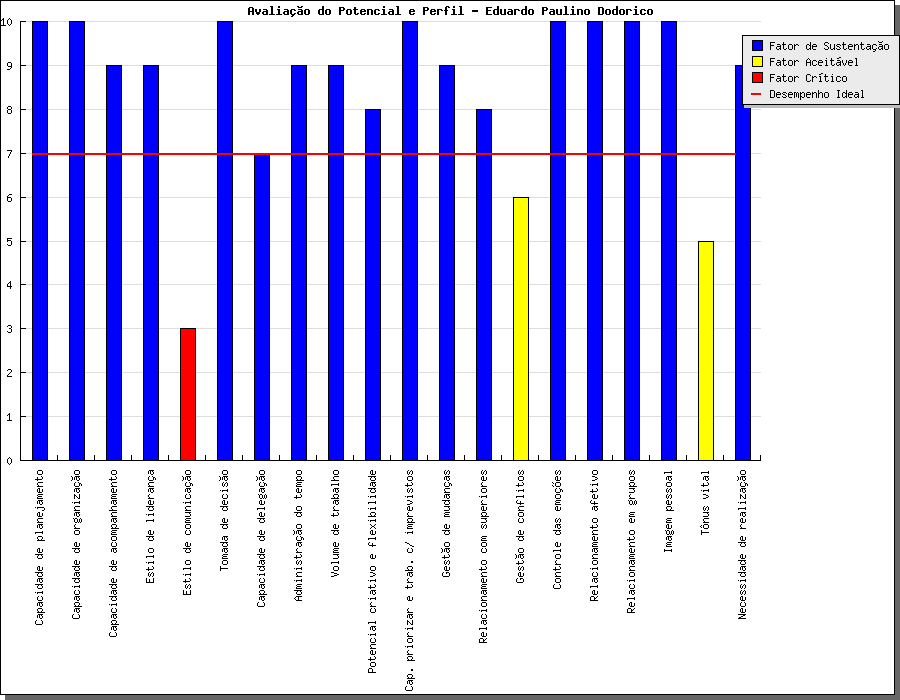 Avaliação do Potencial e Perfil - Eduardo Paulino Dodorico
10
9
8
7
6
5
4
3
2
1
0
Fator de Sustentação
Fator Aceitável
Fator Crítico
Desempenho Ideal
Capacidade de planejamento
Capacidade de organização
Capacidade de acompanhamento
Estilo de liderança
Estilo de comunicação
Tomada de decisão
Capacidade de delegação
Administração do tempo
Volume de trabalho
Potencial criativo e flexibilidade
Cap. priorizar e trab. c/ imprevistos
Gestão de mudanças
Relacionamento com superiores
Gestão de conflitos
Controle das emoções
Relacionamento afetivo
Relacionamento em grupos
Imagem pessoal
Tônus vital
Necessidade de realização